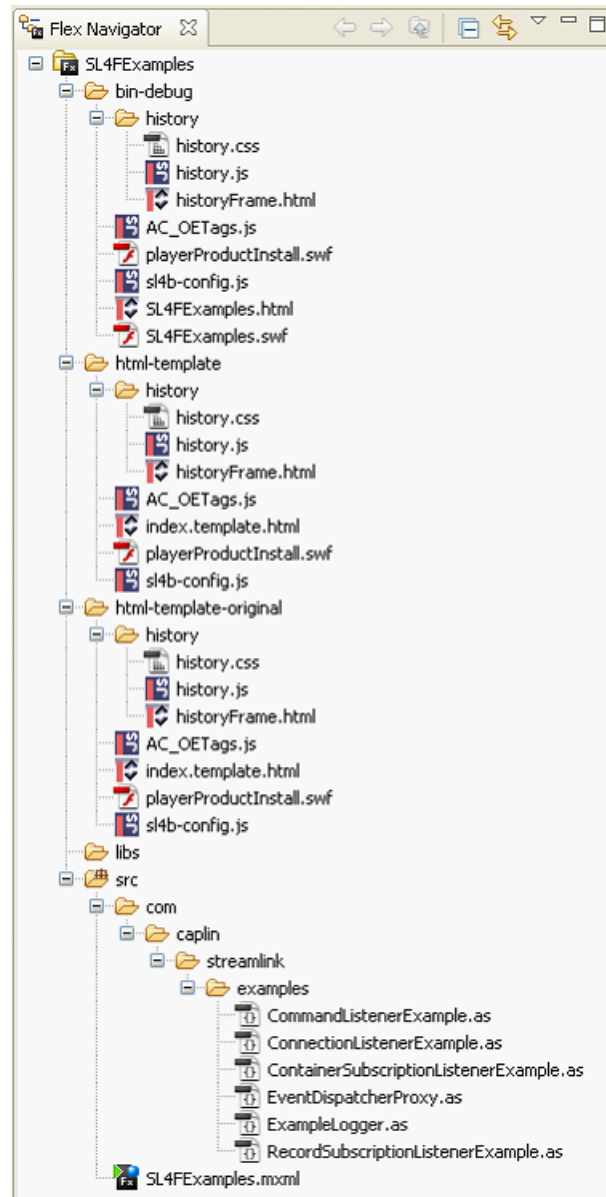 Flex Navigator
SL4FExamples
bin-debug
history
history.css
history.js
historyFrame.html
AC_OETags.js
playerProductInstall.swf
sl4b-config.js
SL4FExamples.html
SL4FExamples.swf
html-template
history
history.css
history.js
historyFrame.html
AC_OETags.js
index.template.html
playerProductInstall.swf
sl4b-config.js
html-template-original
history
history.css
history.js
historyFrame.html
AC_OETags.js
index.template.html
playerProductInstall.swf
sl4b-config.js
libs
src
com
caplin
streamlink
examples
CommandListenerExample.as
ConnectionListenerExample.as
ContainerSubscriptionListenerExample.as
EventDispatcherProxy.as
ExampleLogger.as
RecordSubscriptionListenerExample.as
SL4FExamples.mxml